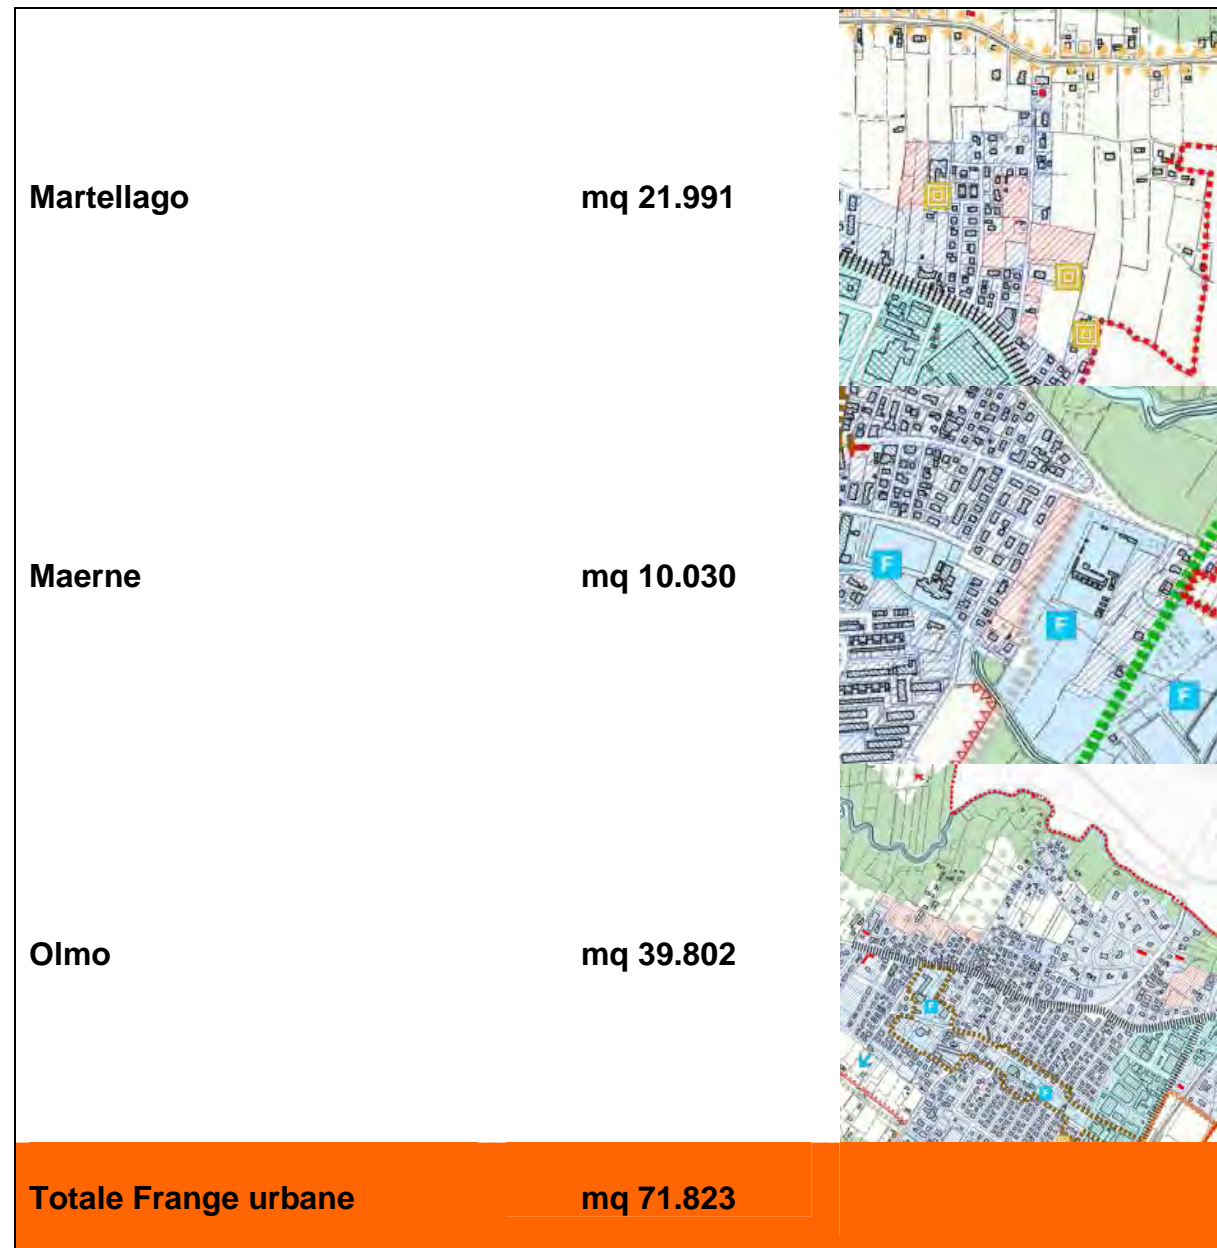 Martellago mq 21.991
Maerne mq 10.030
F
F
F
Olmo mq 39.802
F
F
Totale Frange urbane mq 71.823